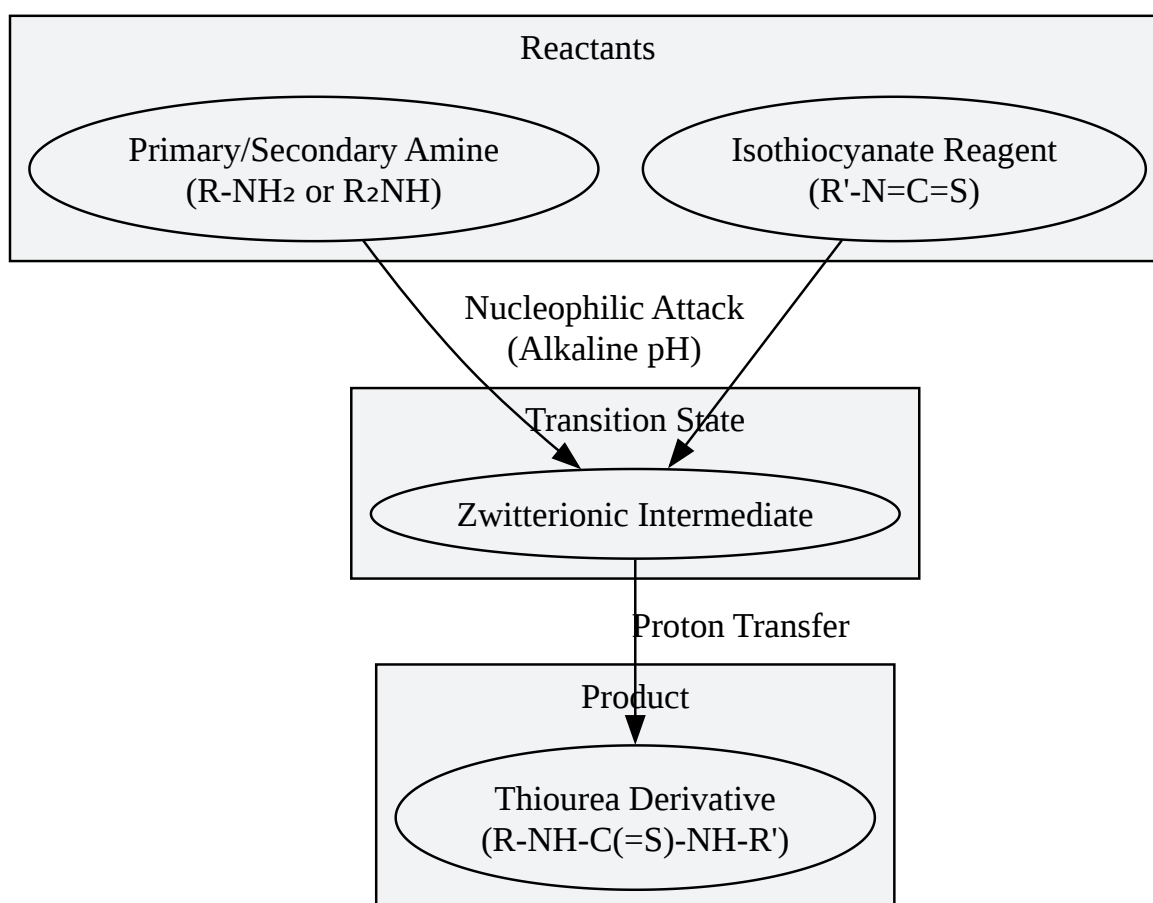 Reactants
Primary/Secondary Amine
(R-NH₂ or R₂NH)
Isothiocyanate Reagent
(R'-N=C=S)
Nucleophilic Attack
(Alkaline pH)
Transition State
Zwitterionic Intermediate
Proton Transfer
Product
Thiourea Derivative
(R-NH-C(=S)-NH-R')